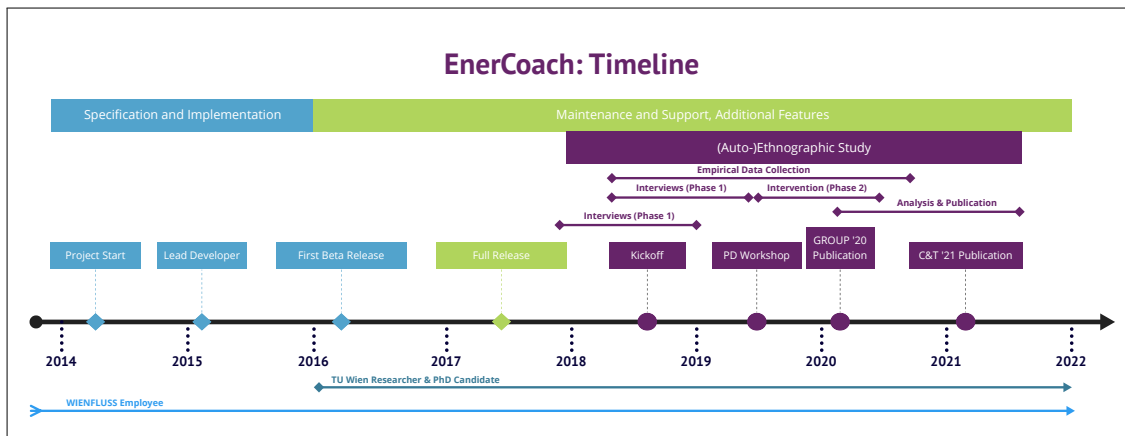 EnerCoach: Timeline
Specification and Implementation
Maintenance and Support, Additional Features
(Auto-)Ethnographic Study
Empirical Data Collection
Interviews (Phase 1)
Intervention (Phase 2)
Analysis & Publication
Interviews (Phase 1)
Project Start
Lead Developer
First Beta Release
Full Release
Kickoff
PD Workshop
GROUP '20
Publication
C&T '21 Publication
2014
2015
2016
2017
2018
2019
2020
2021
2022
TU Wien Researcher & PhD Candidate
WIENFLUSS Employee